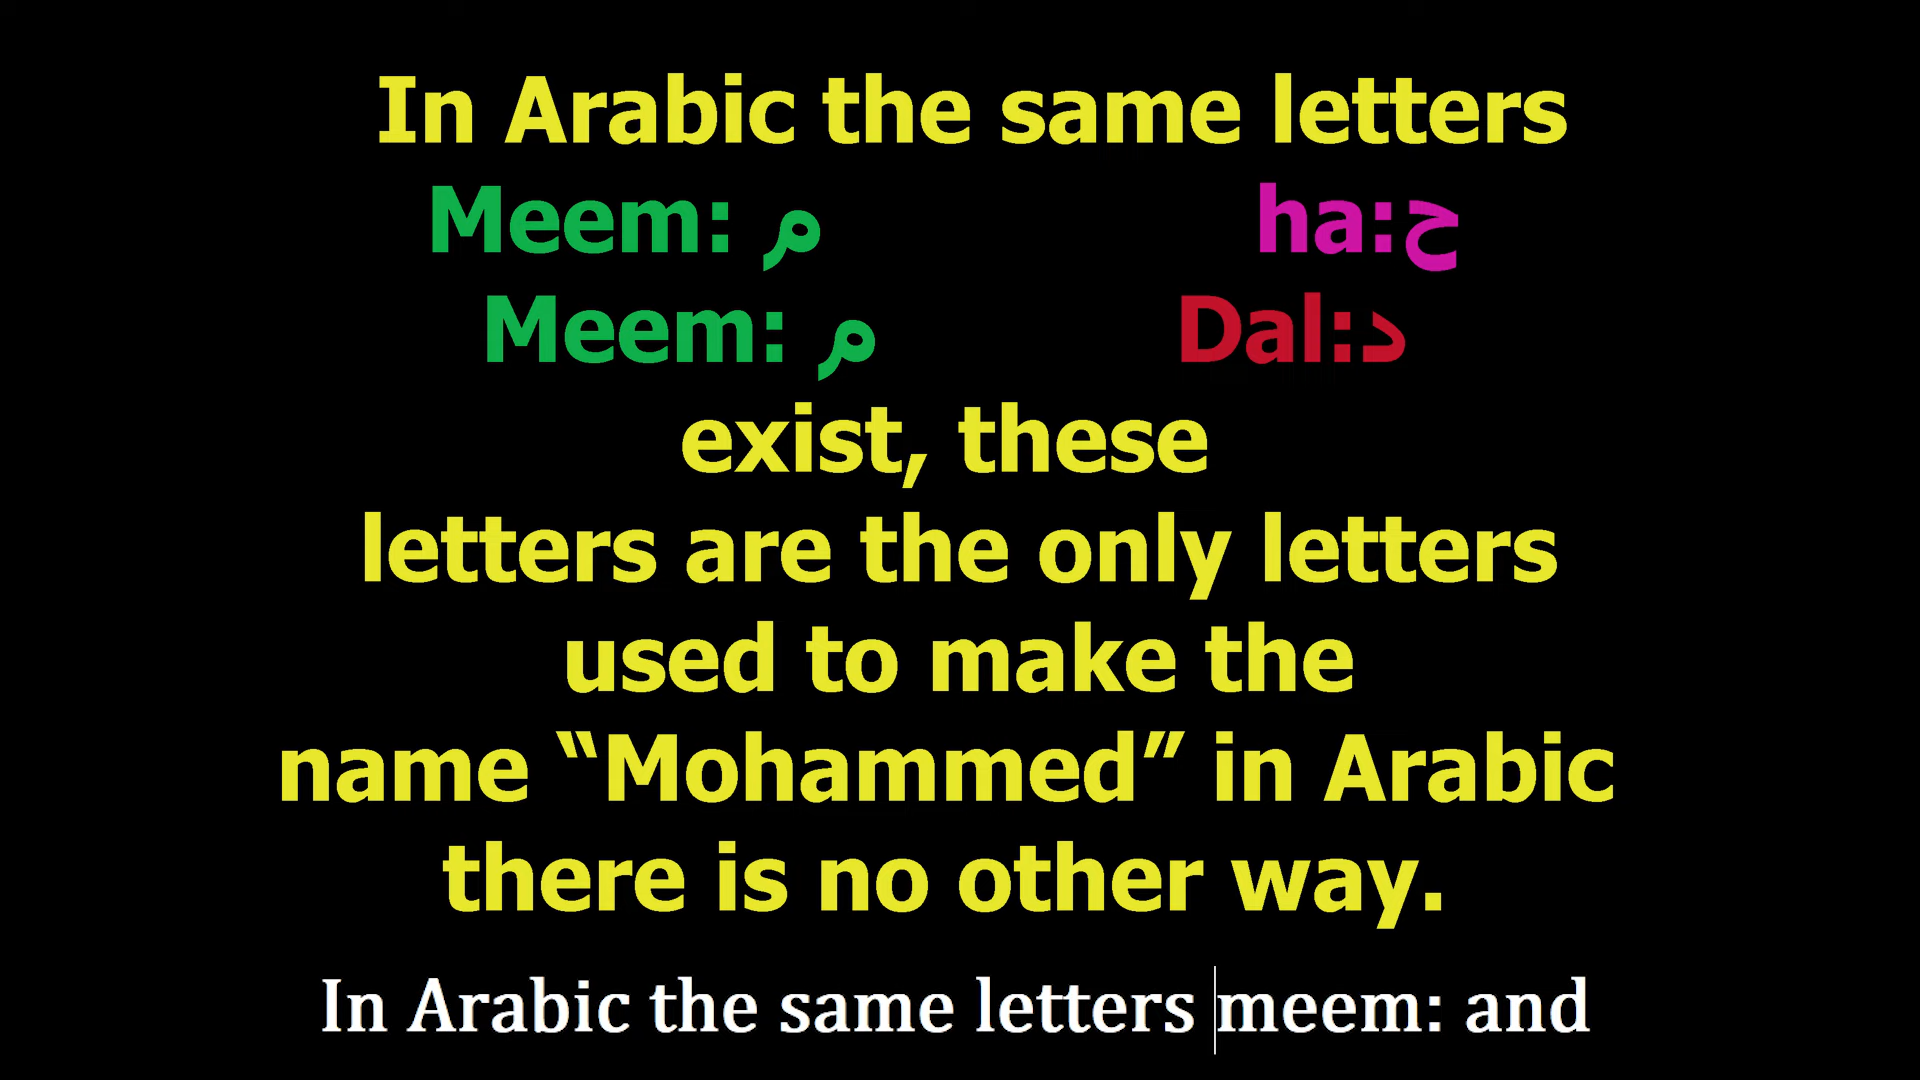 In Arabic the same letters
Meem: م ha:ح
Meem: م Dal:د
exist, these
letters are the only letters
used to make the
name “Mohammed” in Arabic
there is no other way.
In Arabic the same letters meem: and